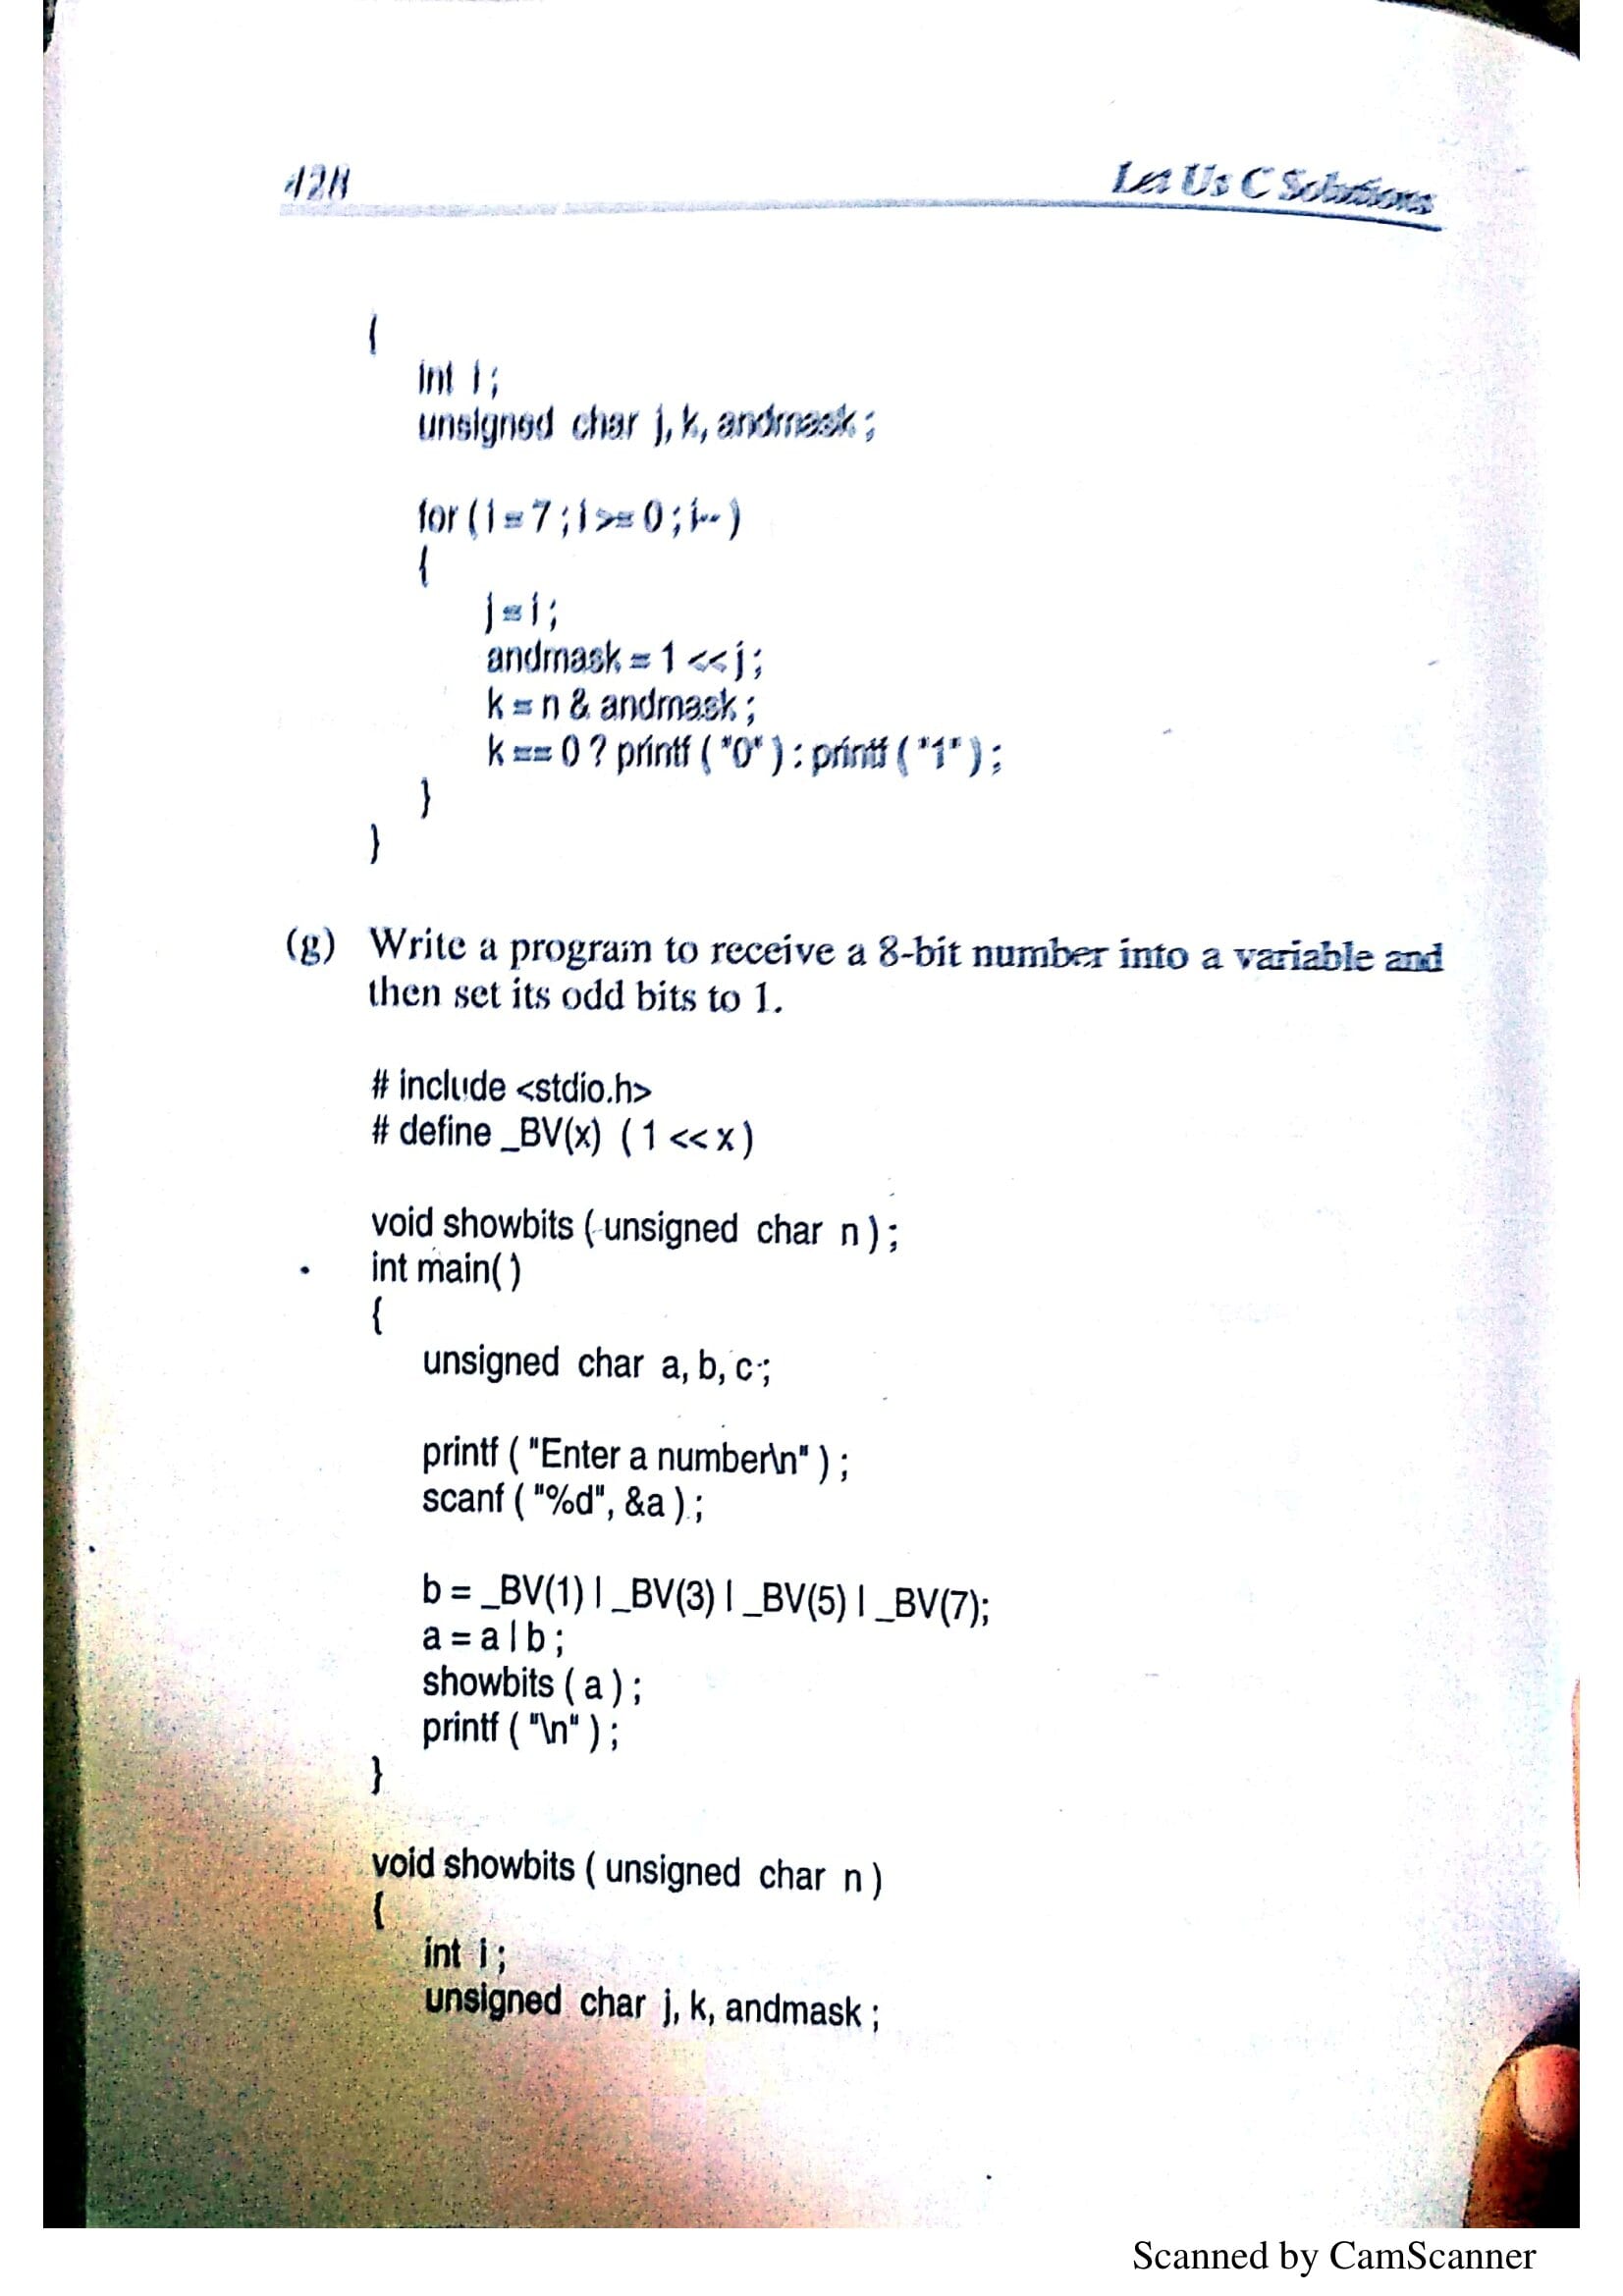 428
Let Us C Solutions
{
int i ;
unsigned char j, k, andmask ;
for ( i = 7 ; i >= 0 ; i-- )
{
j = i ;
andmask = 1 << j ;
k = n & andmask ;
k == 0 ? printf ( "0" ) : printf ( "1" ) ;
}
}
(g) Write a program to receive a 8-bit number into a variable and
then set its odd bits to 1.
# include <stdio.h>
# define _BV(x) ( 1 << x )
void showbits ( unsigned char n ) ;
int main( )
{
unsigned char a, b, c ;
printf ( "Enter a number\n" ) ;
scanf ( "%d", &a ) ;
b = _BV(1) | _BV(3) | _BV(5) | _BV(7);
a = a | b ;
showbits ( a ) ;
printf ( "\n" ) ;
}
void showbits ( unsigned char n )
{
int i ;
unsigned char j, k, andmask ;
Scanned by CamScanner